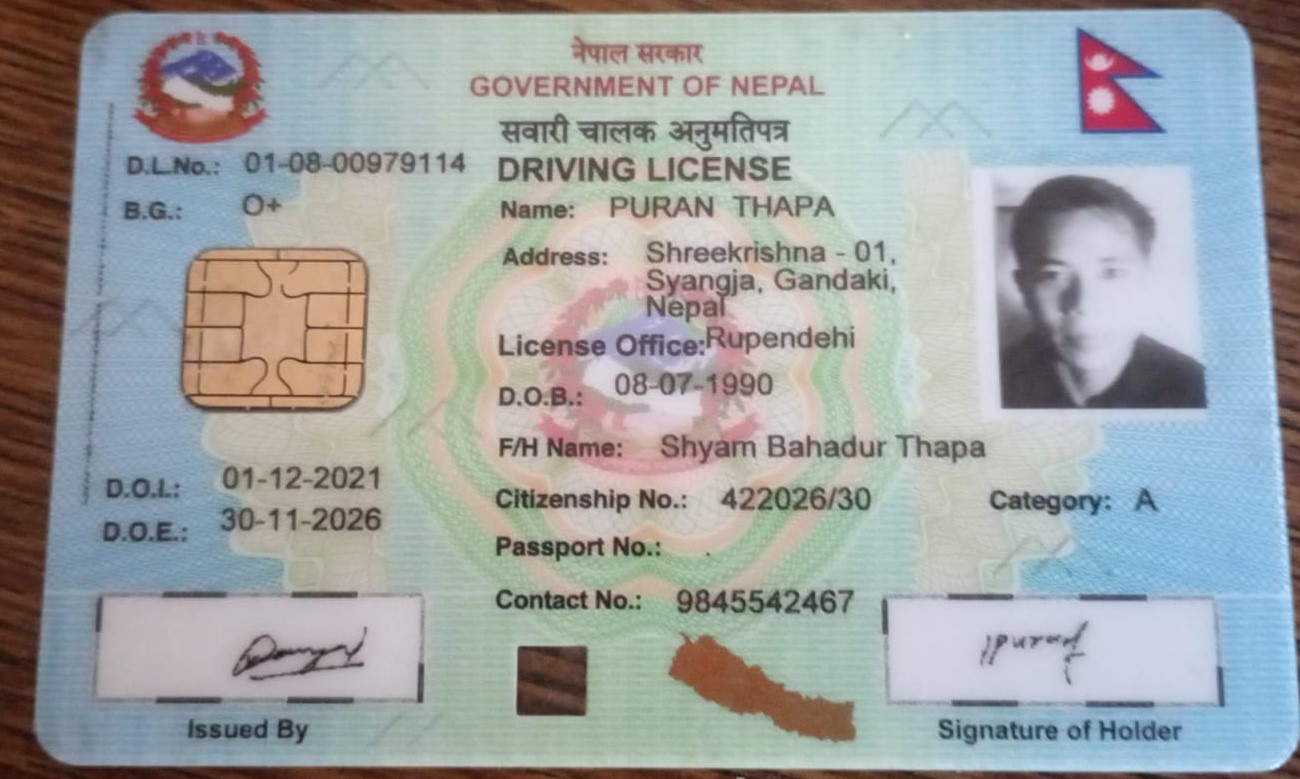 नेपाल सरकार
GOVERNMENT OF NEPAL
सवारी चालक अनुमतिपत्र
DRIVING LICENSE
D.L.No.: 01-08-00979114
B.G.: O+
Name: PURAN THAPA
Address: Shreekrishna - 01,
Syangja, Gandaki,
Nepal
License Office: Rupendehi
D.O.B.: 08-07-1990
F/H Name: Shyam Bahadur Thapa
D.O.I.: 01-12-2021
D.O.E.: 30-11-2026
Citizenship No.: 422026/30
Category: A
Passport No.: .
Contact No.: 9845542467
Issued By
Signature of Holder